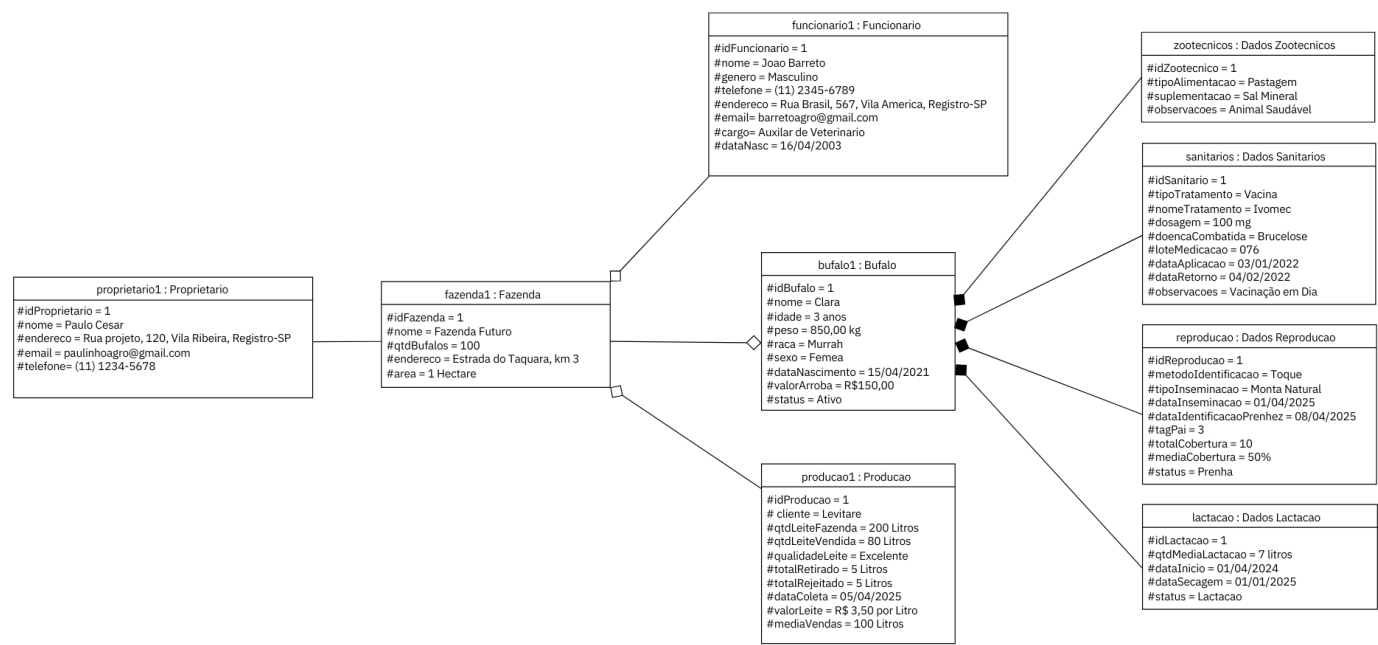 proprietario1 : Proprietario
#idProprietario = 1
#nome = Paulo Cesar
#endereco = Rua projeto, 120, Vila Ribeira, Registro-SP
#email = paulinhoagro@gmail.com
#telefone= (11) 1234-5678
fazenda1 : Fazenda
#idFazenda = 1
#nome = Fazenda Futuro
#qtdBufalos = 100
#endereco = Estrada do Taquara, km 3
#area = 1 Hectare
funcionario1 : Funcionario
#idFuncionario = 1
#nome = Joao Barreto
#genero = Masculino
#telefone = (11) 2345-6789
#endereco = Rua Brasil, 567, Vila America, Registro-SP
#email= barretoagro@gmail.com
#cargo= Auxilar de Veterinario
#dataNasc = 16/04/2003
bufalo1 : Bufalo
#idBufalo = 1
#nome = Clara
#idade = 3 anos
#peso = 850,00 kg
#raca = Murrah
#sexo = Femea
#dataNascimento = 15/04/2021
#valorArroba = R$150,00
#status = Ativo
producao1 : Producao
#idProducao = 1
# cliente = Levitare
#qtdLeiteFazenda = 200 Litros
#qtdLeiteVendida = 80 Litros
#qualidadeLeite = Excelente
#totalRetirado = 5 Litros
#totalRejeitado = 5 Litros
#dataColeta = 05/04/2025
#valorLeite = R$ 3,50 por Litro
#mediaVendas = 100 Litros
zootecnicos : Dados Zootecnicos
#idZootecnico = 1
#tipoAlimentacao = Pastagem
#suplementacao = Sal Mineral
#observacoes = Animal Saudável
sanitarios : Dados Sanitarios
#idSanitario = 1
#tipoTratamento = Vacina
#nomeTratamento = Ivomec
#dosagem = 100 mg
#doencaCombatida = Brucelose
#loteMedicacao = 076
#dataAplicacao = 03/01/2022
#dataRetorno = 04/02/2022
#observacoes = Vacinação em Dia
reproducao : Dados Reproducao
#idReproducao = 1
#metodoIdentificacao = Toque
#tipoInseminacao = Monta Natural
#dataInseminacao = 01/04/2025
#dataIdentificacaoPrenhez = 08/04/2025
#tagPai = 3
#totalCobertura = 10
#mediaCobertura = 50%
#status = Prenha
lactacao : Dados Lactacao
#idLactacao = 1
#qtdMediaLactacao = 7 litros
#dataInicio = 01/04/2024
#dataSecagem = 01/01/2025
#status = Lactacao